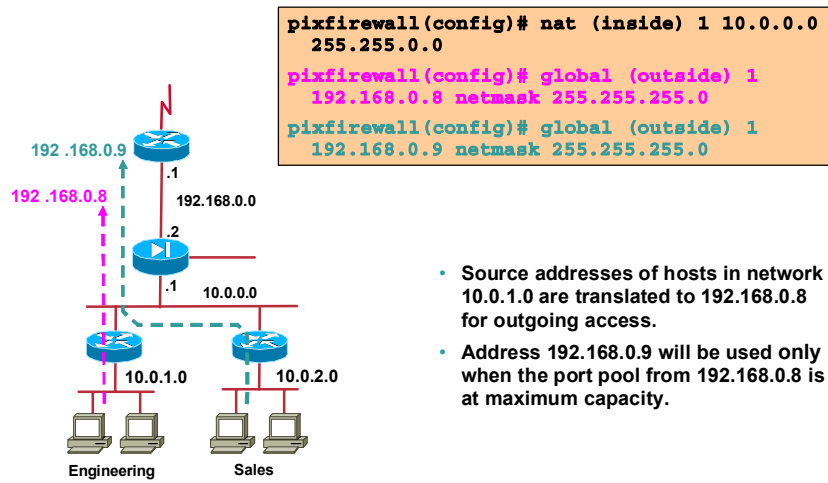 pixfirewall(config)# nat (inside) 1 10.0.0.0
255.255.0.0
pixfirewall(config)# global (outside) 1
192.168.0.8 netmask 255.255.255.0
pixfirewall(config)# global (outside) 1
192.168.0.9 netmask 255.255.255.0
192 .168.0.9
.1
192 .168.0.8
192.168.0.0
.2
.1
10.0.0.0
10.0.1.0
10.0.2.0
Engineering
Sales
• Source addresses of hosts in network
10.0.1.0 are translated to 192.168.0.8
for outgoing access.
• Address 192.168.0.9 will be used only
when the port pool from 192.168.0.8 is
at maximum capacity.